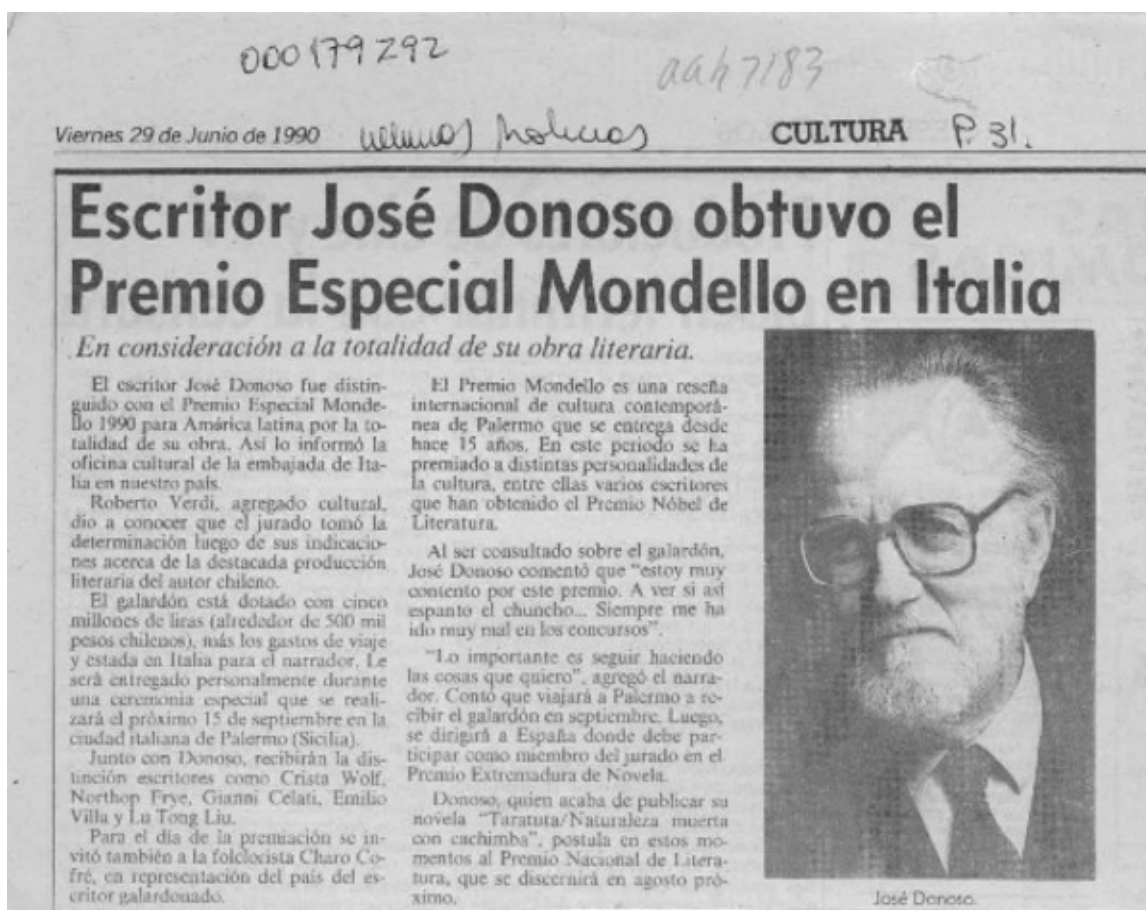 000179292
aah7183
Viernes 29 de Junio de 1990
CULTURA P. 31.
Escritor José Donoso obtuvo el
Premio Especial Mondello en Italia
En consideración a la totalidad de su obra literaria.
El escritor José Donoso fue distin-
guido con el Premio Especial Monde-
llo 1990 para América latina por la to-
talidad de su obra. Así lo informó la
oficina cultural de la embajada de Ita-
lia en nuestro país.
Roberto Verdi, agregado cultural,
dio a conocer que el jurado tomó la
determinación luego de sus indicacio-
nes acerca de la destacada producción
literaria del autor chileno.
El galardón está dotado con cinco
millones de liras (alrededor de 500 mil
pesos chilenos), más los gastos de viaje
y estada en Italia para el narrador. Le
será entregado personalmente durante
una ceremonia especial que se reali-
zará el próximo 15 de septiembre en la
ciudad italiana de Palermo (Sicilia).
Junto con Donoso, recibirán la dis-
tinción escritores como Crista Wolf,
Northop Frye, Gianni Celati, Emilio
Villa y Lu Tong Liu.
Para el día de la premiación se in-
vitó también a la folclorista Charo Co-
fré, en representación del país del es-
critor galardonado.
El Premio Mondello es una reseña
internacional de cultura contemporá-
nea de Palermo que se entrega desde
hace 15 años. En este periodo se ha
premiado a distintas personalidades de
la cultura, entre ellas varios escritores
que han obtenido el Premio Nóbel de
Literatura.
Al ser consultado sobre el galardón,
José Donoso comentó que “estoy muy
contento por este premio. A ver si así
espanto el chuncho... Siempre me ha
ido muy mal en los concursos”.
“Lo importante es seguir haciendo
las cosas que quiero”, agregó el narra-
dor. Contó que viajará a Palermo a re-
cibir el galardón en septiembre. Luego,
se dirigirá a España donde debe par-
ticipar como miembro del jurado en el
Premio Extremadura de Novela.
Donoso, quien acaba de publicar su
novela “Taratuta/Naturaleza muerta
con cachimba”, postula en estos mo-
mentos al Premio Nacional de Litera-
tura, que se discernirá en agosto pró-
ximo.
José Donoso.